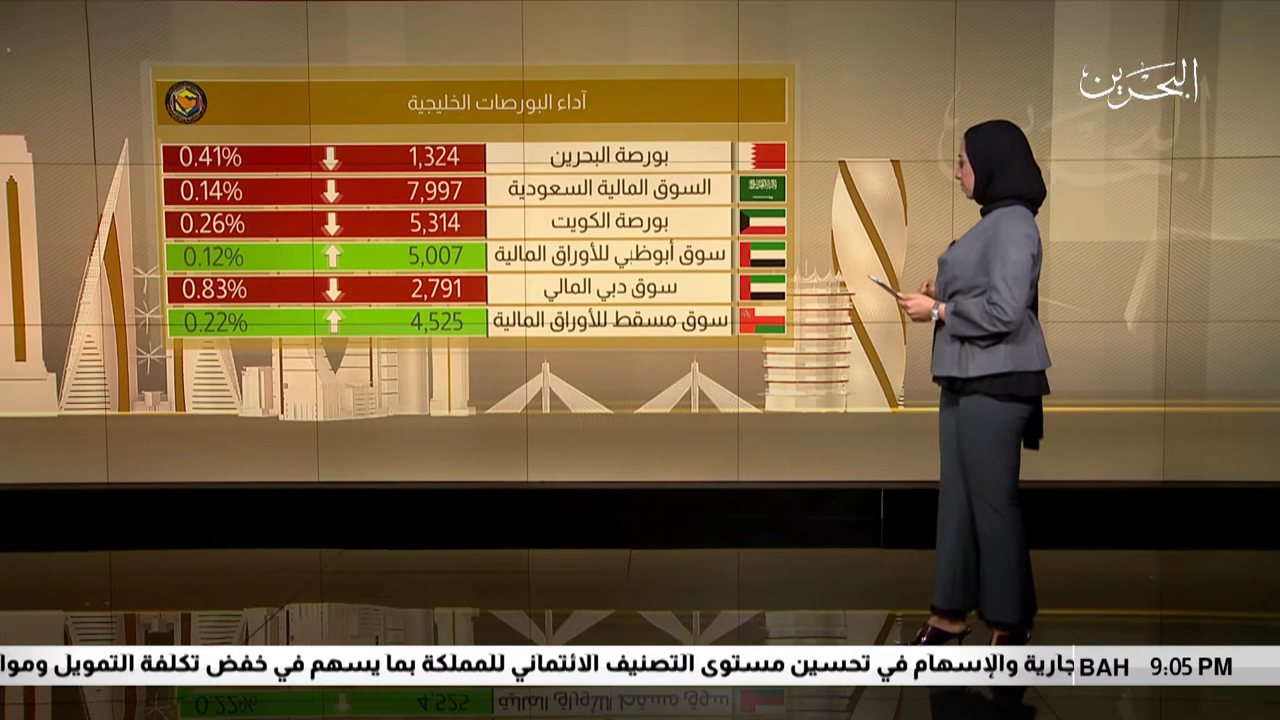 البحرين
آداء البورصات الخليجية
بورصة البحرين 1,324 0.41%
السوق المالية السعودية 7,997 0.14%
بورصة الكويت 5,314 0.26%
سوق أبوظبي للأوراق المالية 5,007 0.12%
سوق دبي المالي 2,791 0.83%
سوق مسقط للأوراق المالية 4,525 0.22%
BAH 9:05 PM
جارية والإسهام في تحسين مستوى التصنيف الائتماني للمملكة بما يسهم في خفض تكلفة التمويل وموا